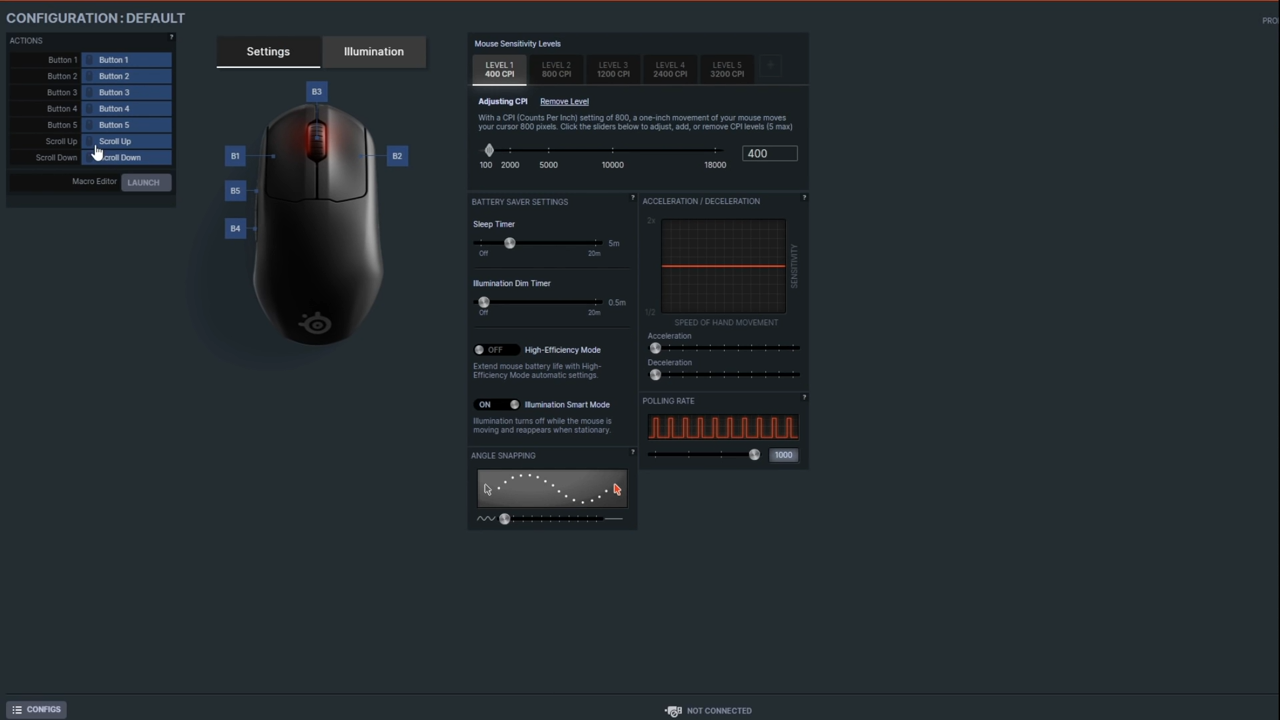 CONFIGURATION : DEFAULT
PRO
ACTIONS
?
Button 1 Button 1
Button 2 Button 2
Button 3 Button 3
Button 4 Button 4
Button 5 Button 5
Scroll Up Scroll Up
Scroll Down Scroll Down
Macro Editor LAUNCH
Settings Illumination
B3
B1 B2
B5
B4
Mouse Sensitivity Levels
LEVEL 1 LEVEL 2 LEVEL 3 LEVEL 4 LEVEL 5
400 CPI 800 CPI 1200 CPI 2400 CPI 3200 CPI
+
Adjusting CPI Remove Level
With a CPI (Counts Per Inch) setting of 800, a one-inch movement of your mouse moves
your cursor 800 pixels. Click the sliders below to adjust, add, or remove CPI levels (5 max)
400
100 2000 5000 10000 18000
BATTERY SAVER SETTINGS ?
Sleep Timer
5m
Off 20m
Illumination Dim Timer
0.5m
Off 20m
OFF High-Efficiency Mode
Extend mouse battery life with High-
Efficiency Mode automatic settings.
ON Illumination Smart Mode
Illumination turns off while the mouse is
moving and reappears when stationary.
ANGLE SNAPPING ?
ACCELERATION / DECELERATION ?
2x
SENSITIVITY
1/2
SPEED OF HAND MOVEMENT
Acceleration
Deceleration
POLLING RATE ?
1000
CONFIGS
NOT CONNECTED